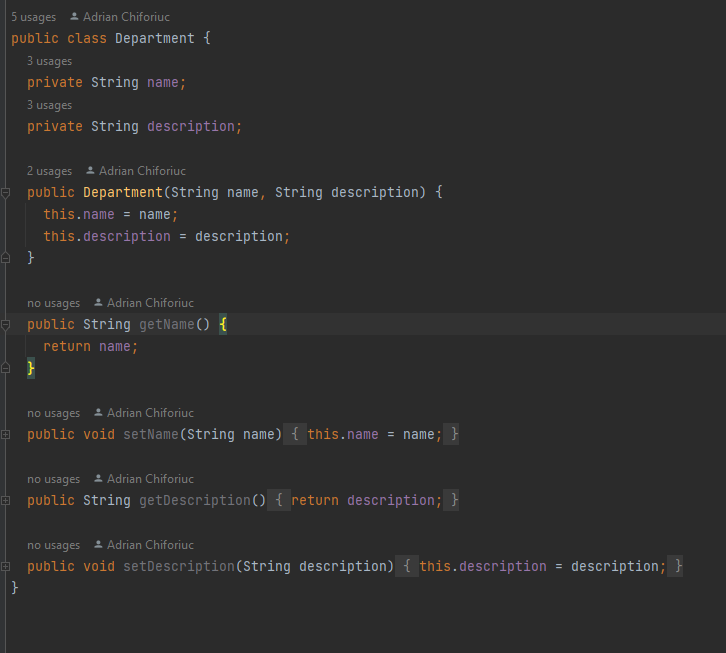 5 usages Adrian Chiforiuc
public class Department {
3 usages
private String name;
3 usages
private String description;
2 usages Adrian Chiforiuc
public Department(String name, String description) {
this.name = name;
this.description = description;
}
no usages Adrian Chiforiuc
public String getName() {
return name;
}
no usages Adrian Chiforiuc
public void setName(String name) { this.name = name; }
no usages Adrian Chiforiuc
public String getDescription() { return description; }
no usages Adrian Chiforiuc
public void setDescription(String description) { this.description = description; }
}